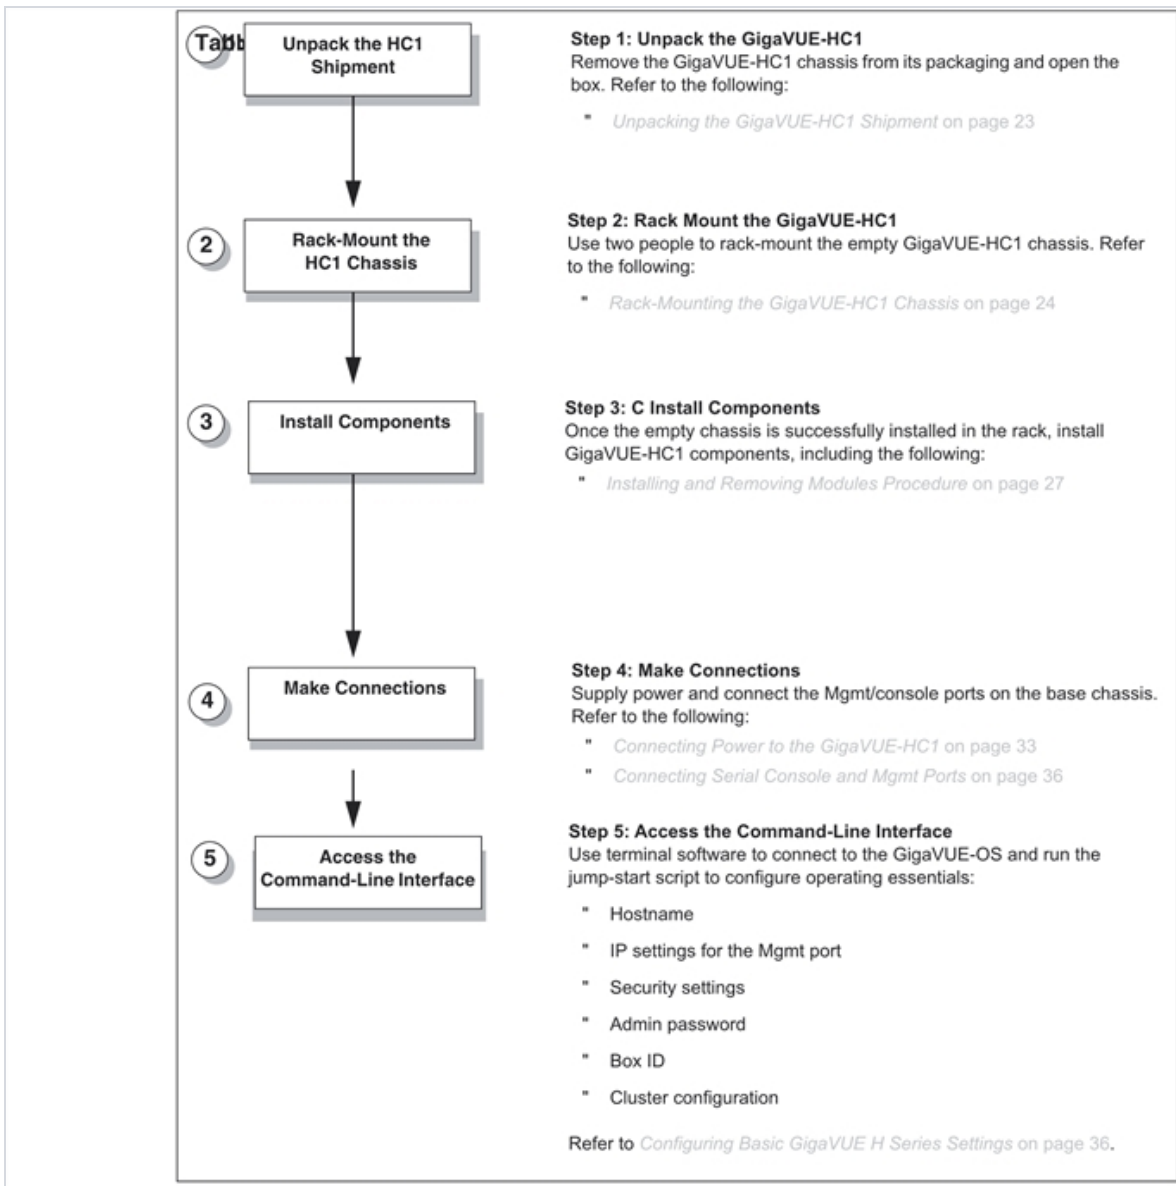 Unpack the HC1
Shipment
Step 1: Unpack the GigaVUE-HC1
Remove the GigaVUE-HC1 chassis from its packaging and open the
box. Refer to the following:
" Unpacking the GigaVUE-HC1 Shipment on page 23
2
Rack-Mount the
HC1 Chassis
Step 2: Rack Mount the GigaVUE-HC1
Use two people to rack-mount the empty GigaVUE-HC1 chassis. Refer
to the following:
" Rack-Mounting the GigaVUE-HC1 Chassis on page 24
3
Install Components
Step 3: C Install Components
Once the empty chassis is successfully installed in the rack, install
GigaVUE-HC1 components, including the following:
" Installing and Removing Modules Procedure on page 27
4
Make Connections
Step 4: Make Connections
Supply power and connect the Mgmt/console ports on the base chassis.
Refer to the following:
" Connecting Power to the GigaVUE-HC1 on page 33
" Connecting Serial Console and Mgmt Ports on page 36
5
Access the
Command-Line Interface
Step 5: Access the Command-Line Interface
Use terminal software to connect to the GigaVUE-OS and run the
jump-start script to configure operating essentials:
" Hostname
" IP settings for the Mgmt port
" Security settings
" Admin password
" Box ID
" Cluster configuration
Refer to Configuring Basic GigaVUE H Series Settings on page 36.